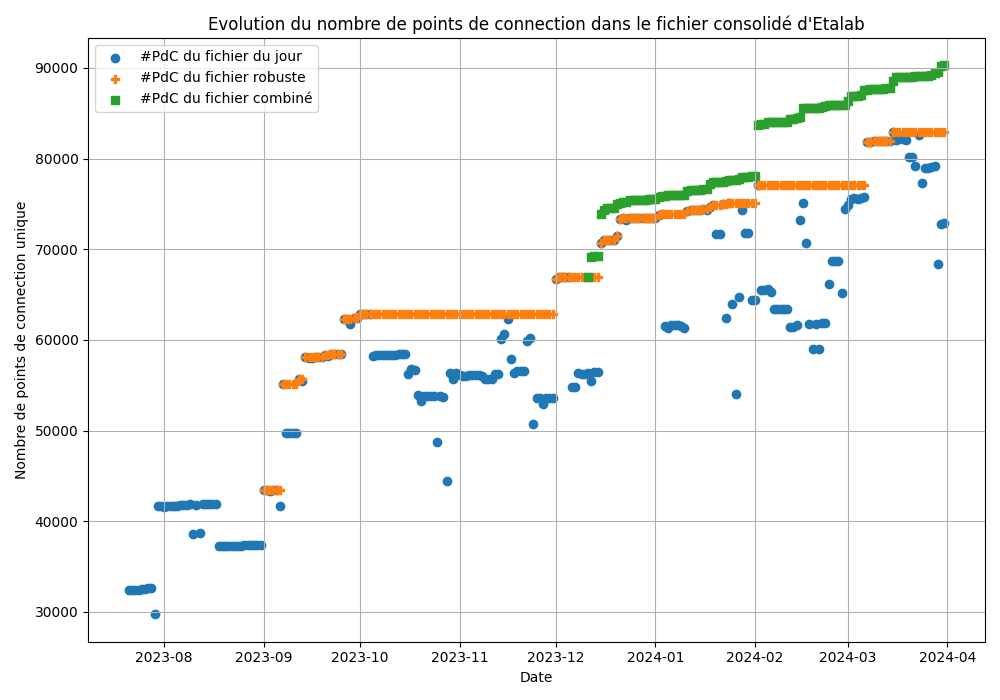 Evolution du nombre de points de connection dans le fichier consolidé d'Etalab
#PdC du fichier du jour
#PdC du fichier robuste
#PdC du fichier combiné
Nombre de points de connection unique
90000
80000
70000
60000
50000
40000
30000
2023-08 2023-09 2023-10 2023-11 2023-12 2024-01 2024-02 2024-03 2024-04
Date